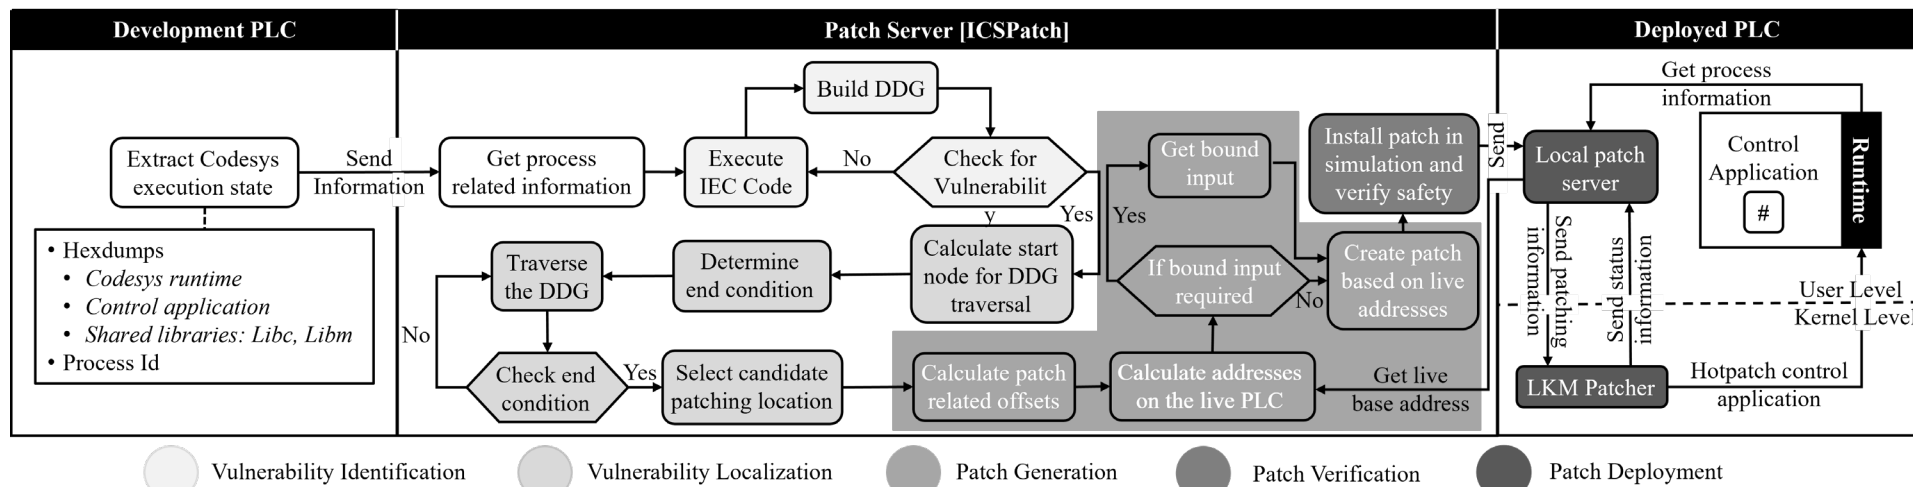 Development PLC
Patch Server [ICSPatch]
Deployed PLC
Extract Codesys
execution state
Send
Information
• Hexdumps
• Codesys runtime
• Control application
• Shared libraries: Libc, Libm
• Process Id
Get process
related information
Execute
IEC Code
Build DDG
No
Check for
Vulnerabilit
y
Yes
Calculate start
node for DDG
traversal
Determine
end condition
Traverse
the DDG
No
Check end
condition
Yes
Select candidate
patching location
Calculate patch
related offsets
Calculate addresses
on the live PLC
Get live
base address
If bound input
required
Yes
No
Get bound
input
Create patch
based on live
addresses
Install patch in
simulation and
verify safety
Send
Get process
information
Local patch
server
Control
Application
#
Runtime
Send patching
information
Send status
information
User Level
Kernel Level
LKM Patcher
Hotpatch control
application
Vulnerability Identification
Vulnerability Localization
Patch Generation
Patch Verification
Patch Deployment